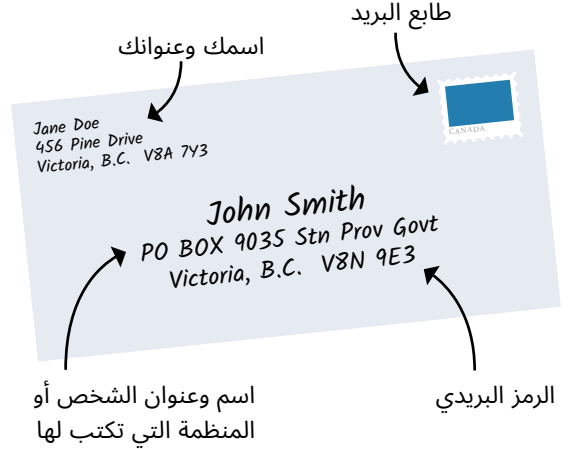 طابع البريد
اسمك وعنوانك
CANADA
Jane Doe
456 Pine Drive
Victoria, B.C. V8A 7Y3
John Smith
PO BOX 9035 Stn Prov Govt
Victoria, B.C. V8N 9E3
اسم وعنوان الشخص أو
المنظمة التي تكتب لها
الرمز البريدي